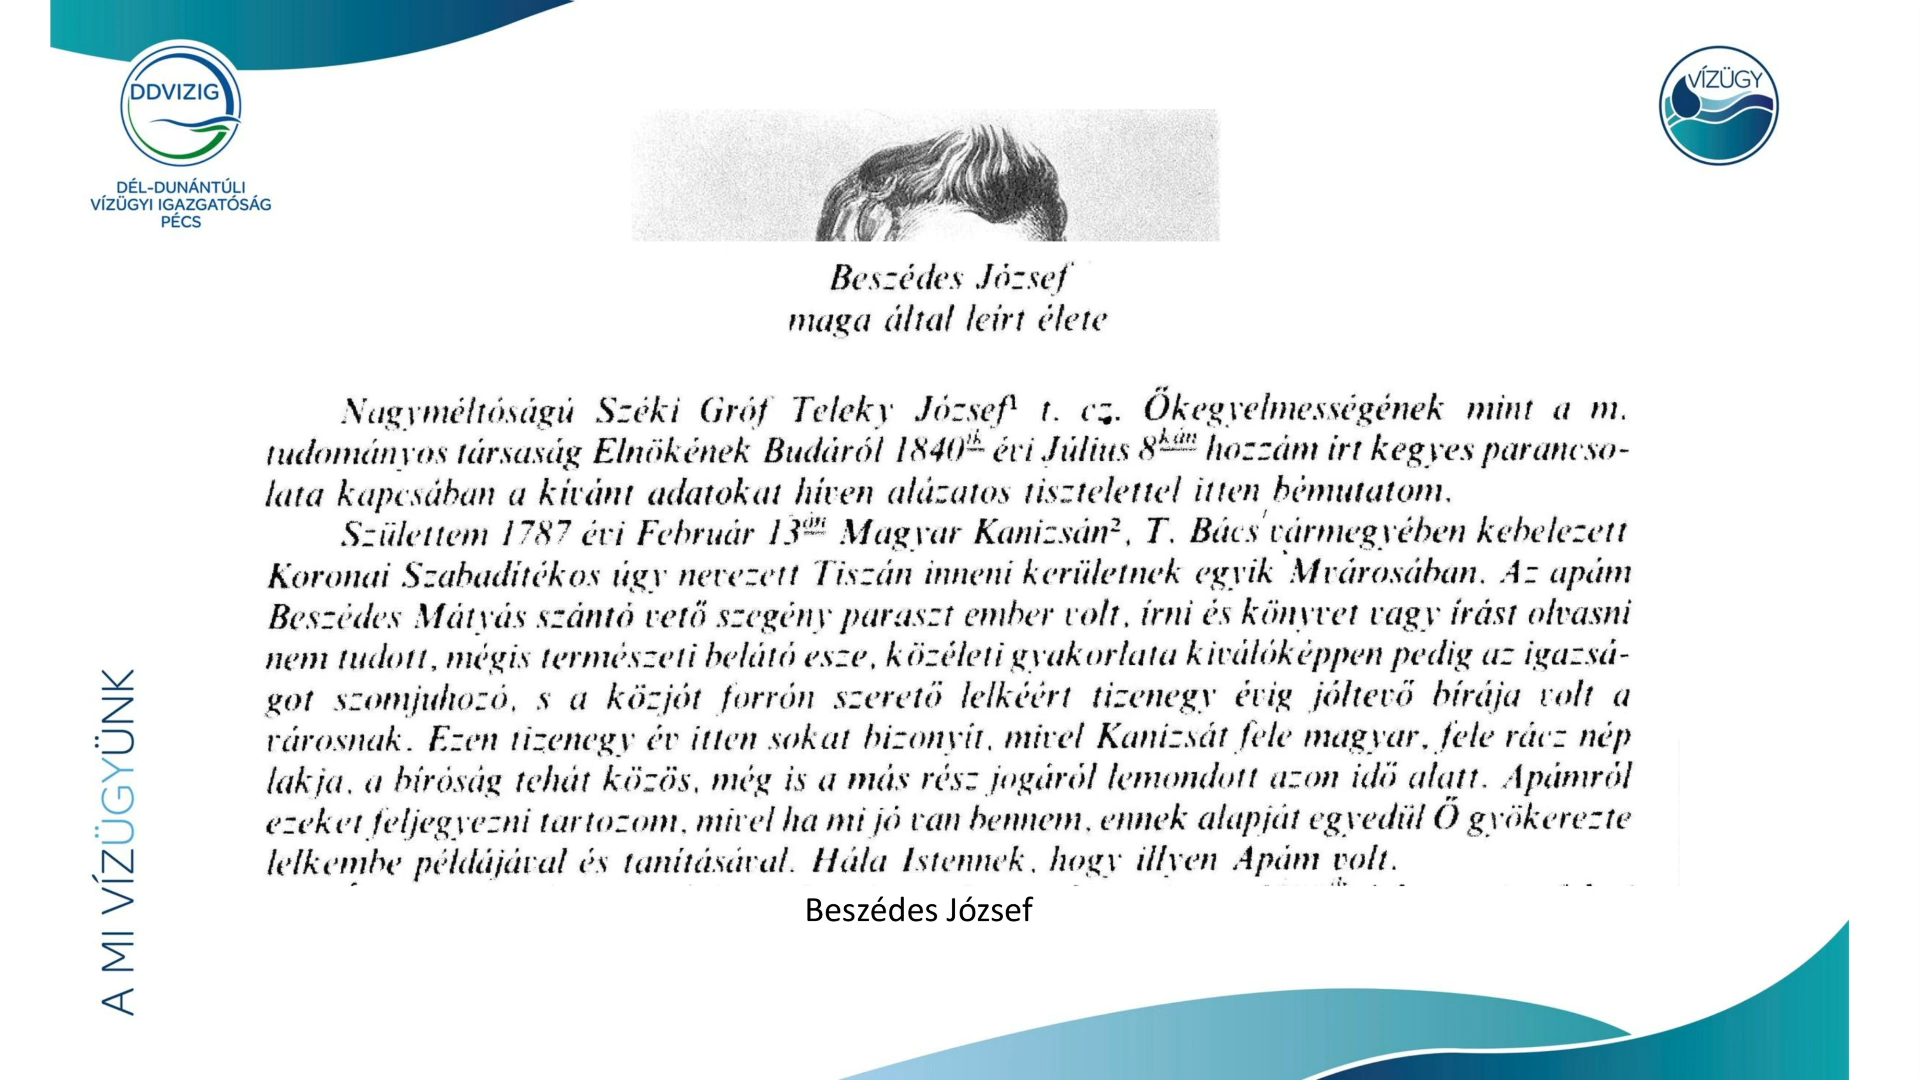 DDVIZIG
DÉL-DUNÁNTÚLI
VÍZÜGYI IGAZGATÓSÁG
PÉCS
VÍZÜGY
Beszédes József
maga által leírt élete
Nagyméltóságú Széki Gróf Teleky József¹ t. cz. Őkegyelmességének mint a m.
tudományos társaság Elnökének Budáról 1840ik évi Július 8kán hozzám írt kegyes parancso-
lata kapcsában a kívánt adatokat híven alázatos tisztelettel itten bémutatom.
Születtem 1787 évi Február 13án Magyar Kanizsán², T. Bács vármegyében kebelezett
Koronai Szabadítékos úgy nevezett Tiszán inneni kerületnek egyik Mvárosában. Az apám
Beszédes Mátyás szántó vető szegény paraszt ember volt, írni és könyvet vagy írást olvasni
nem tudott, mégis természeti belátó esze, közéleti gyakorlata kiválóképpen pedig az igazsá-
got szomjuhozó, s a közjót forrón szerető lelkéért tizenegy évig jóltevő bírája volt a
városnak. Ezen tizenegy év itten sokat bizonyít, mivel Kanizsát fele magyar, fele rácz nép
lakja, a bíróság tehát közös, még is a más rész jogáról lemondott azon idő alatt. Apámról
ezeket feljegyezni tartozom, mivel ha mi jó van bennem, ennek alapját egyedül Ő gyökerezte
lelkembe példájával és tanításával. Hála Istennek, hogy illyen Apám volt.
Beszédes József
A MI VÍZÜGYÜNK